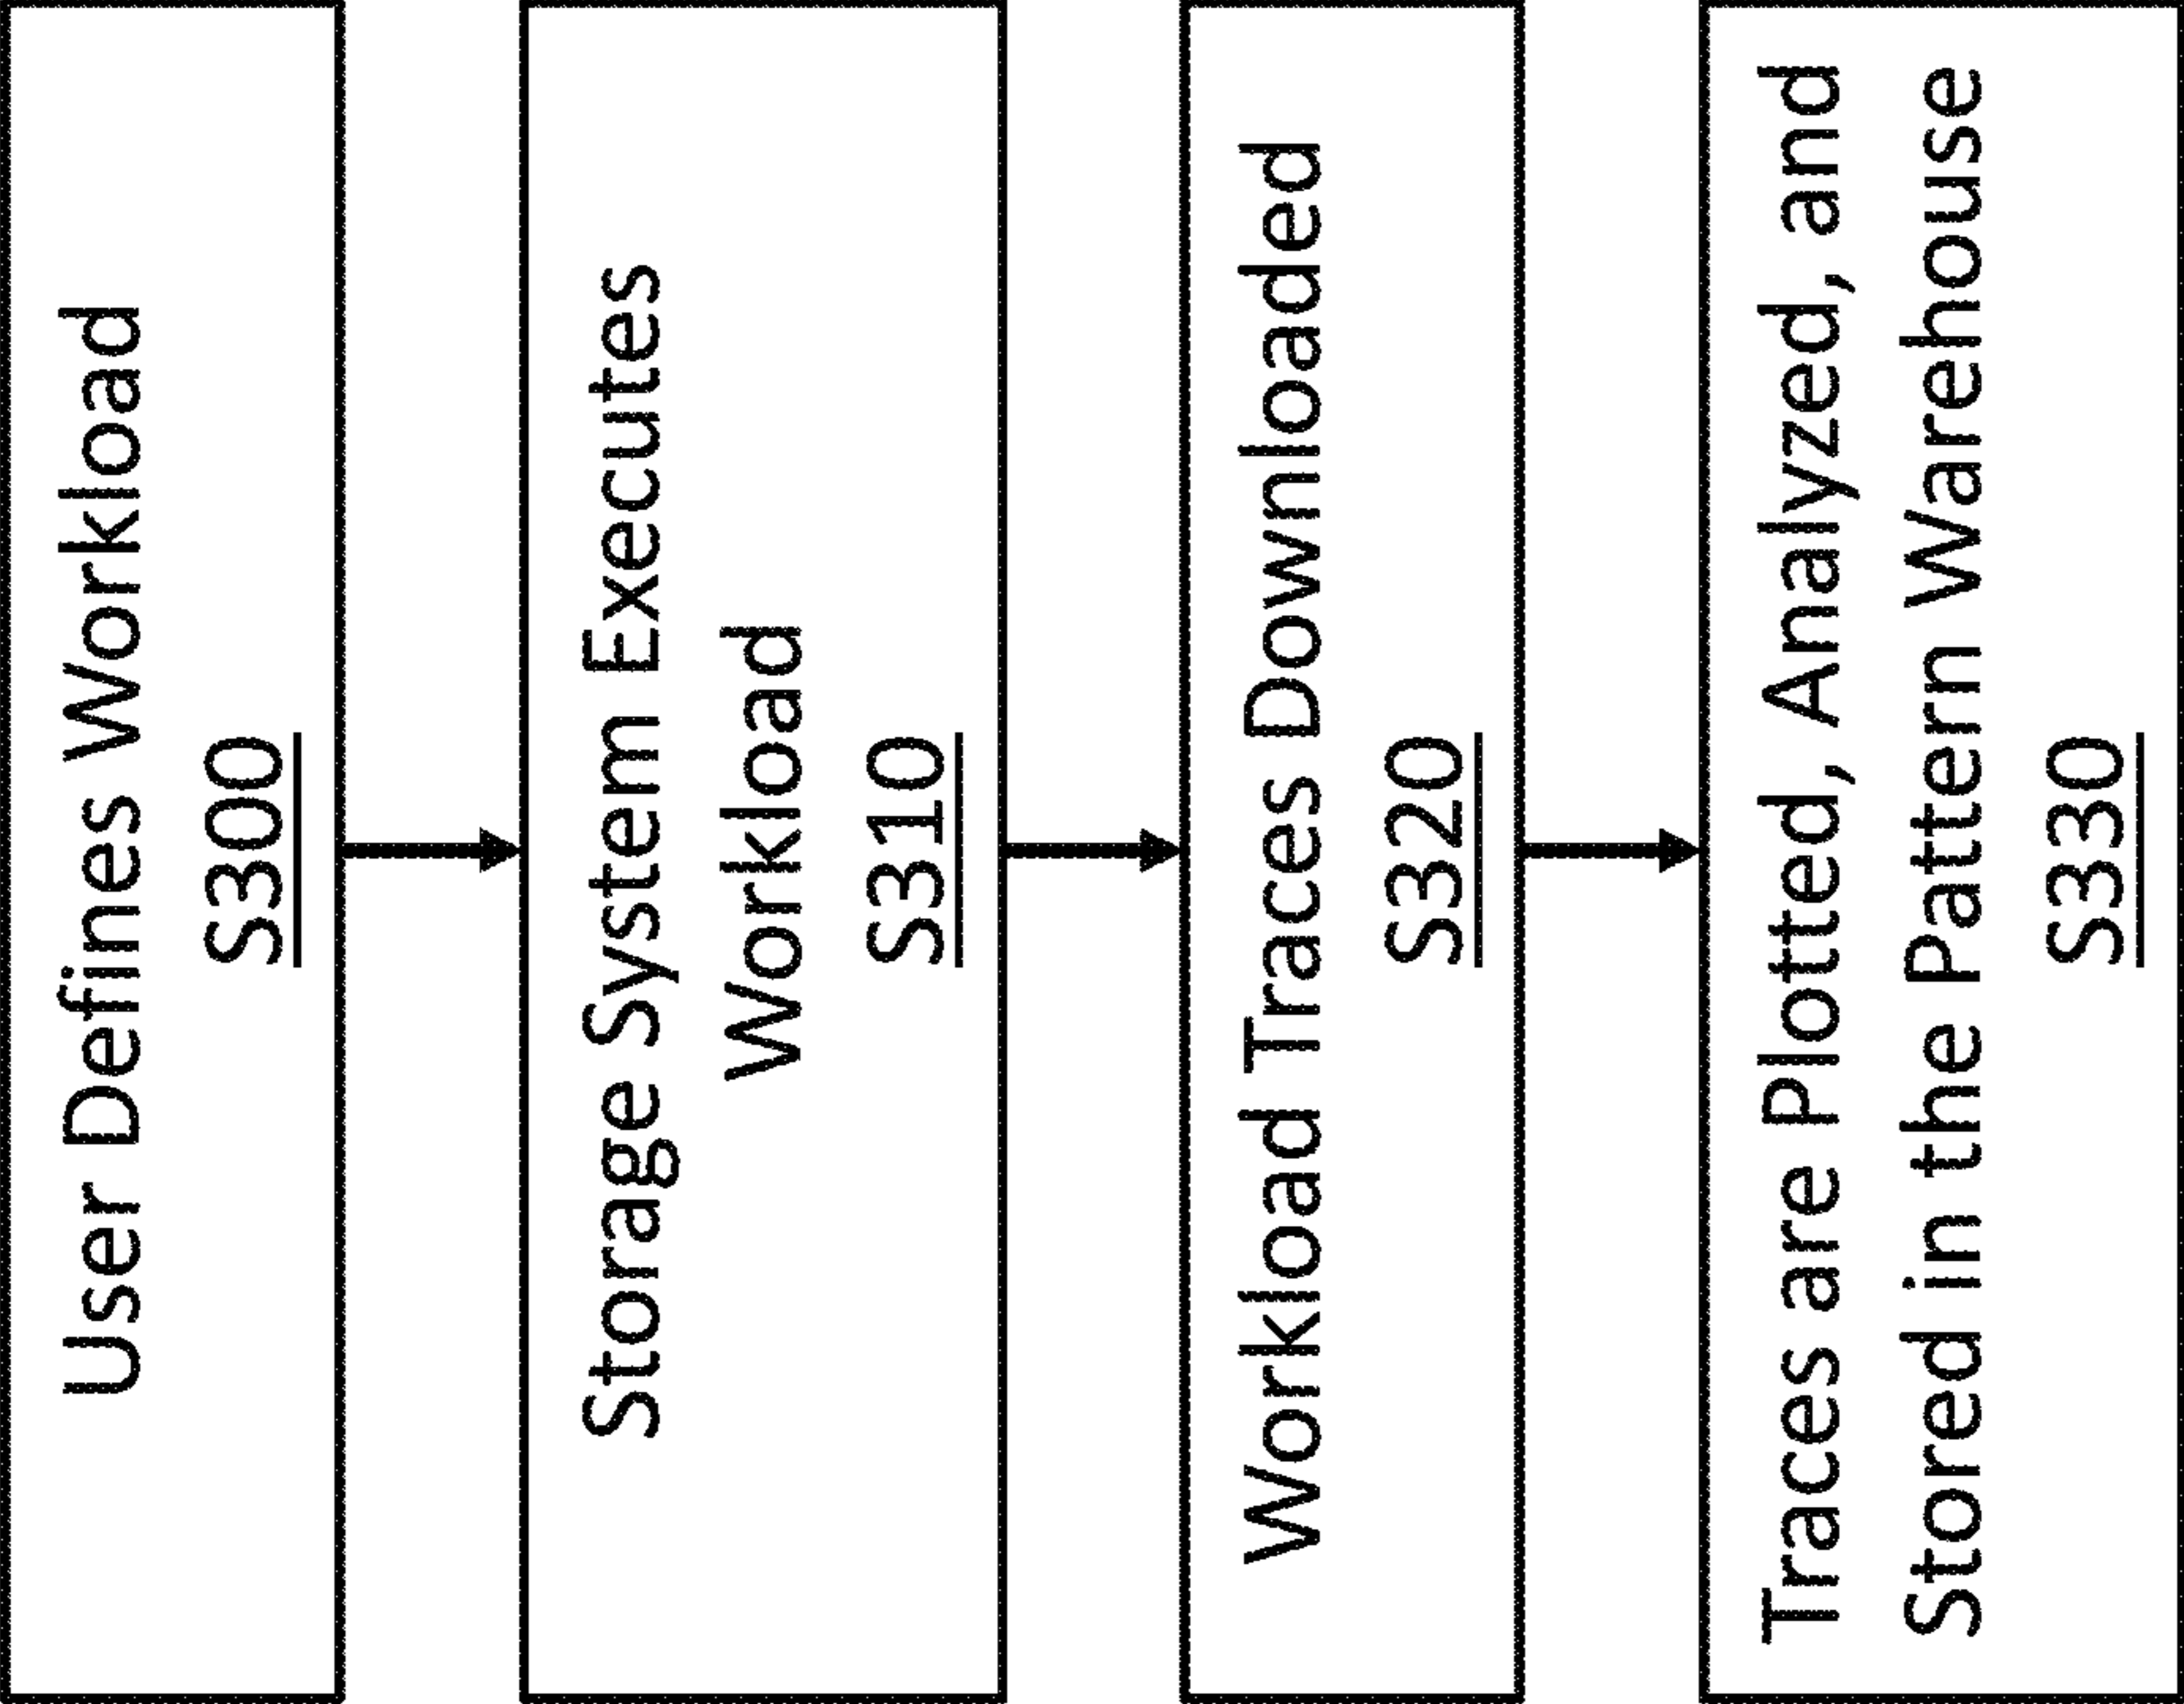 User Defines Workload
S300
Storage System Executes
Workload
S310
Workload Traces Downloaded
S320
Traces are Plotted, Analyzed, and
Stored in the Pattern Warehouse
S330